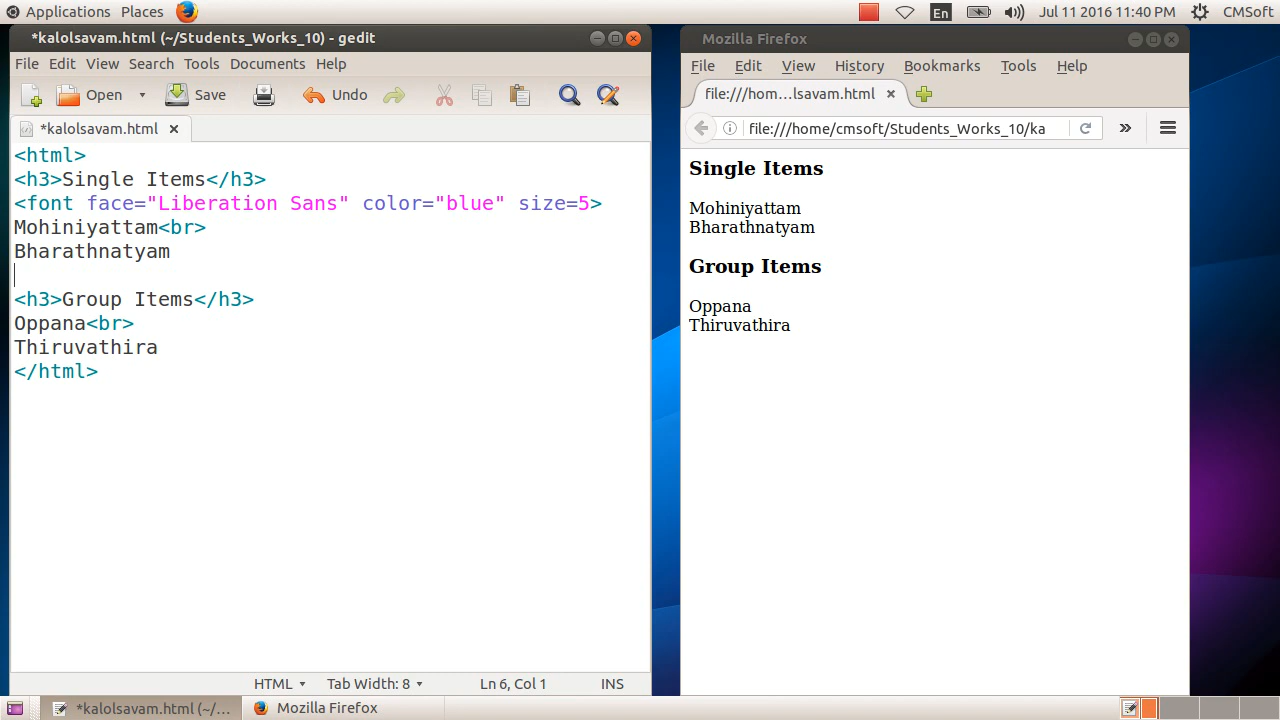 Applications Places En Jul 11 2016 11:40 PM CMSoft
*kalolsavam.html (~/Students_Works_10) - gedit
File Edit View Search Tools Documents Help
Open Save Undo
*kalolsavam.html
<html>
<h3>Single Items</h3>
<font face="Liberation Sans" color="blue" size=5>
Mohiniyattam<br>
Bharathnatyam
<h3>Group Items</h3>
Oppana<br>
Thiruvathira
</html>
HTML Tab Width: 8 Ln 6, Col 1 INS
Mozilla Firefox
File Edit View History Bookmarks Tools Help
file:///hom...lsavam.html
file:///home/cmsoft/Students_Works_10/ka
Single Items
Mohiniyattam
Bharathnatyam
Group Items
Oppana
Thiruvathira
*kalolsavam.html (~/... Mozilla Firefox